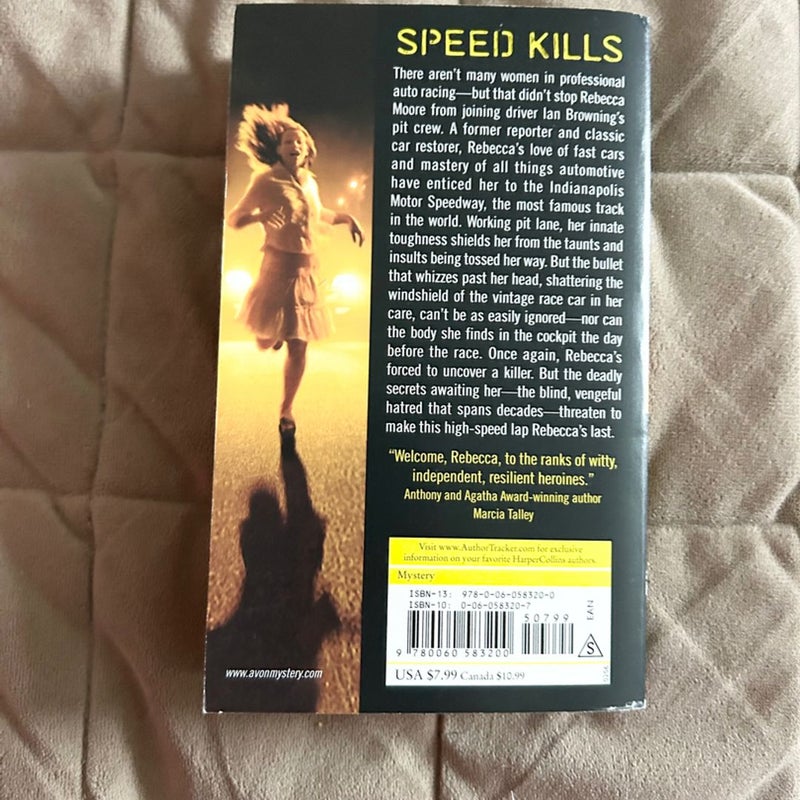 SPEED KILLS
There aren't many women in professional
auto racing—but that didn't stop Rebecca
Moore from joining driver Ian Browning's
pit crew. A former reporter and classic
car restorer, Rebecca's love of fast cars
and mastery of all things automotive
have enticed her to the Indianapolis
Motor Speedway, the most famous track
in the world. Working pit lane, her innate
toughness shields her from the taunts and
insults being tossed her way. But the bullet
that whizzes past her head, shattering the
windshield of the vintage race car in her
care, can't be as easily ignored—nor can
the body she finds in the cockpit the day
before the race. Once again, Rebecca's
forced to uncover a killer. But the deadly
secrets awaiting her—the blind, vengeful
hatred that spans decades—threaten to
make this high-speed lap Rebecca's last.
"Welcome, Rebecca, to the ranks of witty,
independent, resilient heroines."
Anthony and Agatha Award-winning author
Marcia Talley
Visit www.AuthorTracker.com for exclusive
information on your favorite HarperCollins authors.
Mystery
ISBN-13: 978-0-06-058320-0
ISBN-10: 0-06-058320-7
50799
EAN
9 780060 583200
S
USA $7.99 Canada $10.99
www.avonmystery.com